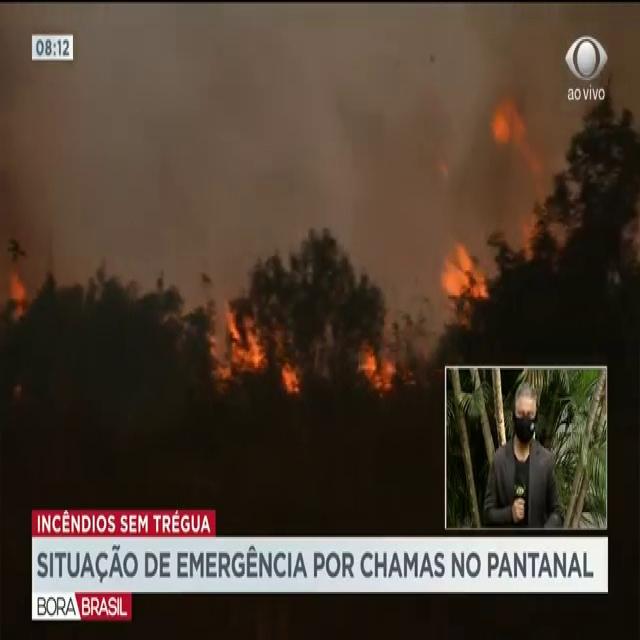 08:12
ao vivo
INCÊNDIOS SEM TRÉGUA
SITUAÇÃO DE EMERGÊNCIA POR CHAMAS NO PANTANAL
BORA BRASIL